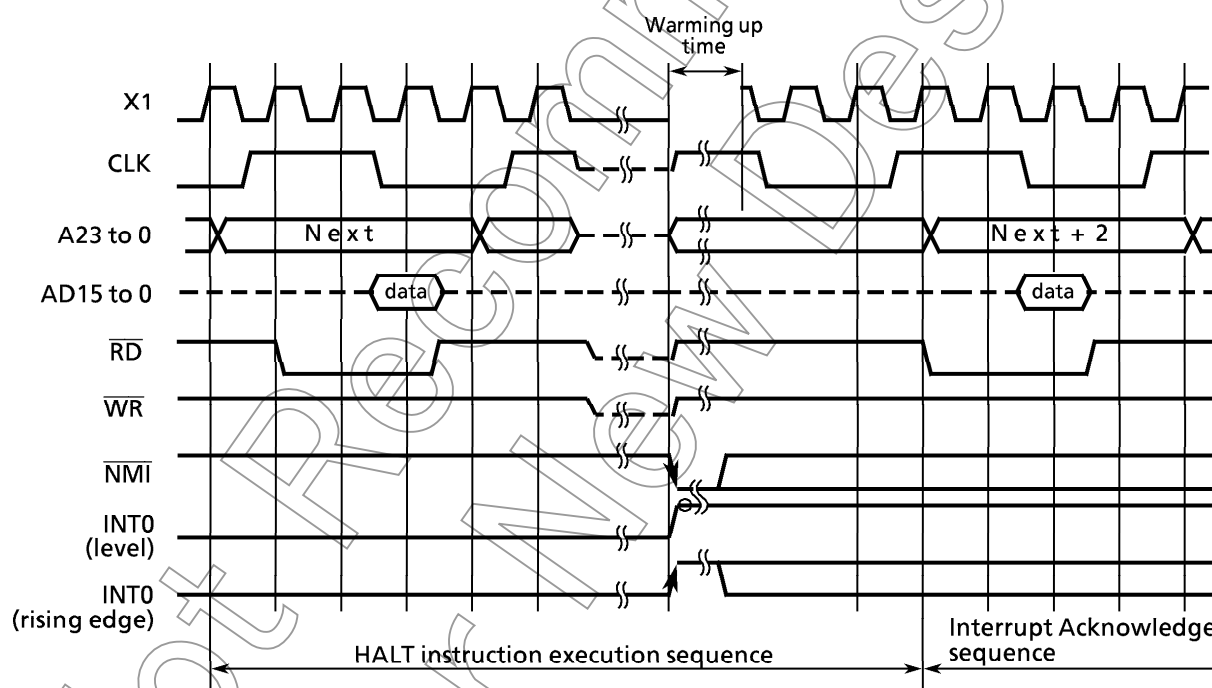 Warming up
time
X1
CLK
A23 to 0
Next
Next + 2
AD15 to 0
data
data
RD
WR
NMI
INT0
(level)
INT0
(rising edge)
HALT instruction execution sequence
Interrupt Acknowledge
sequence